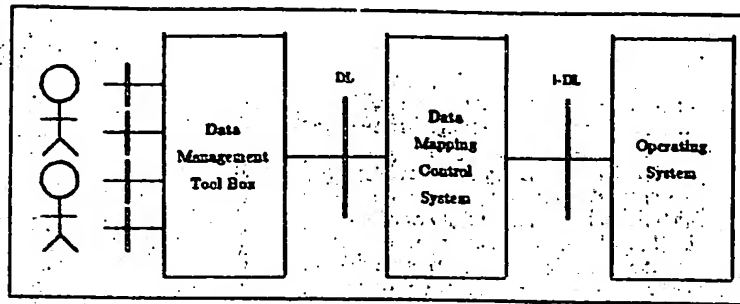 Data
Management
Tool Box
DL
Data
Mapping
Control
System
i-DL
Operating
System